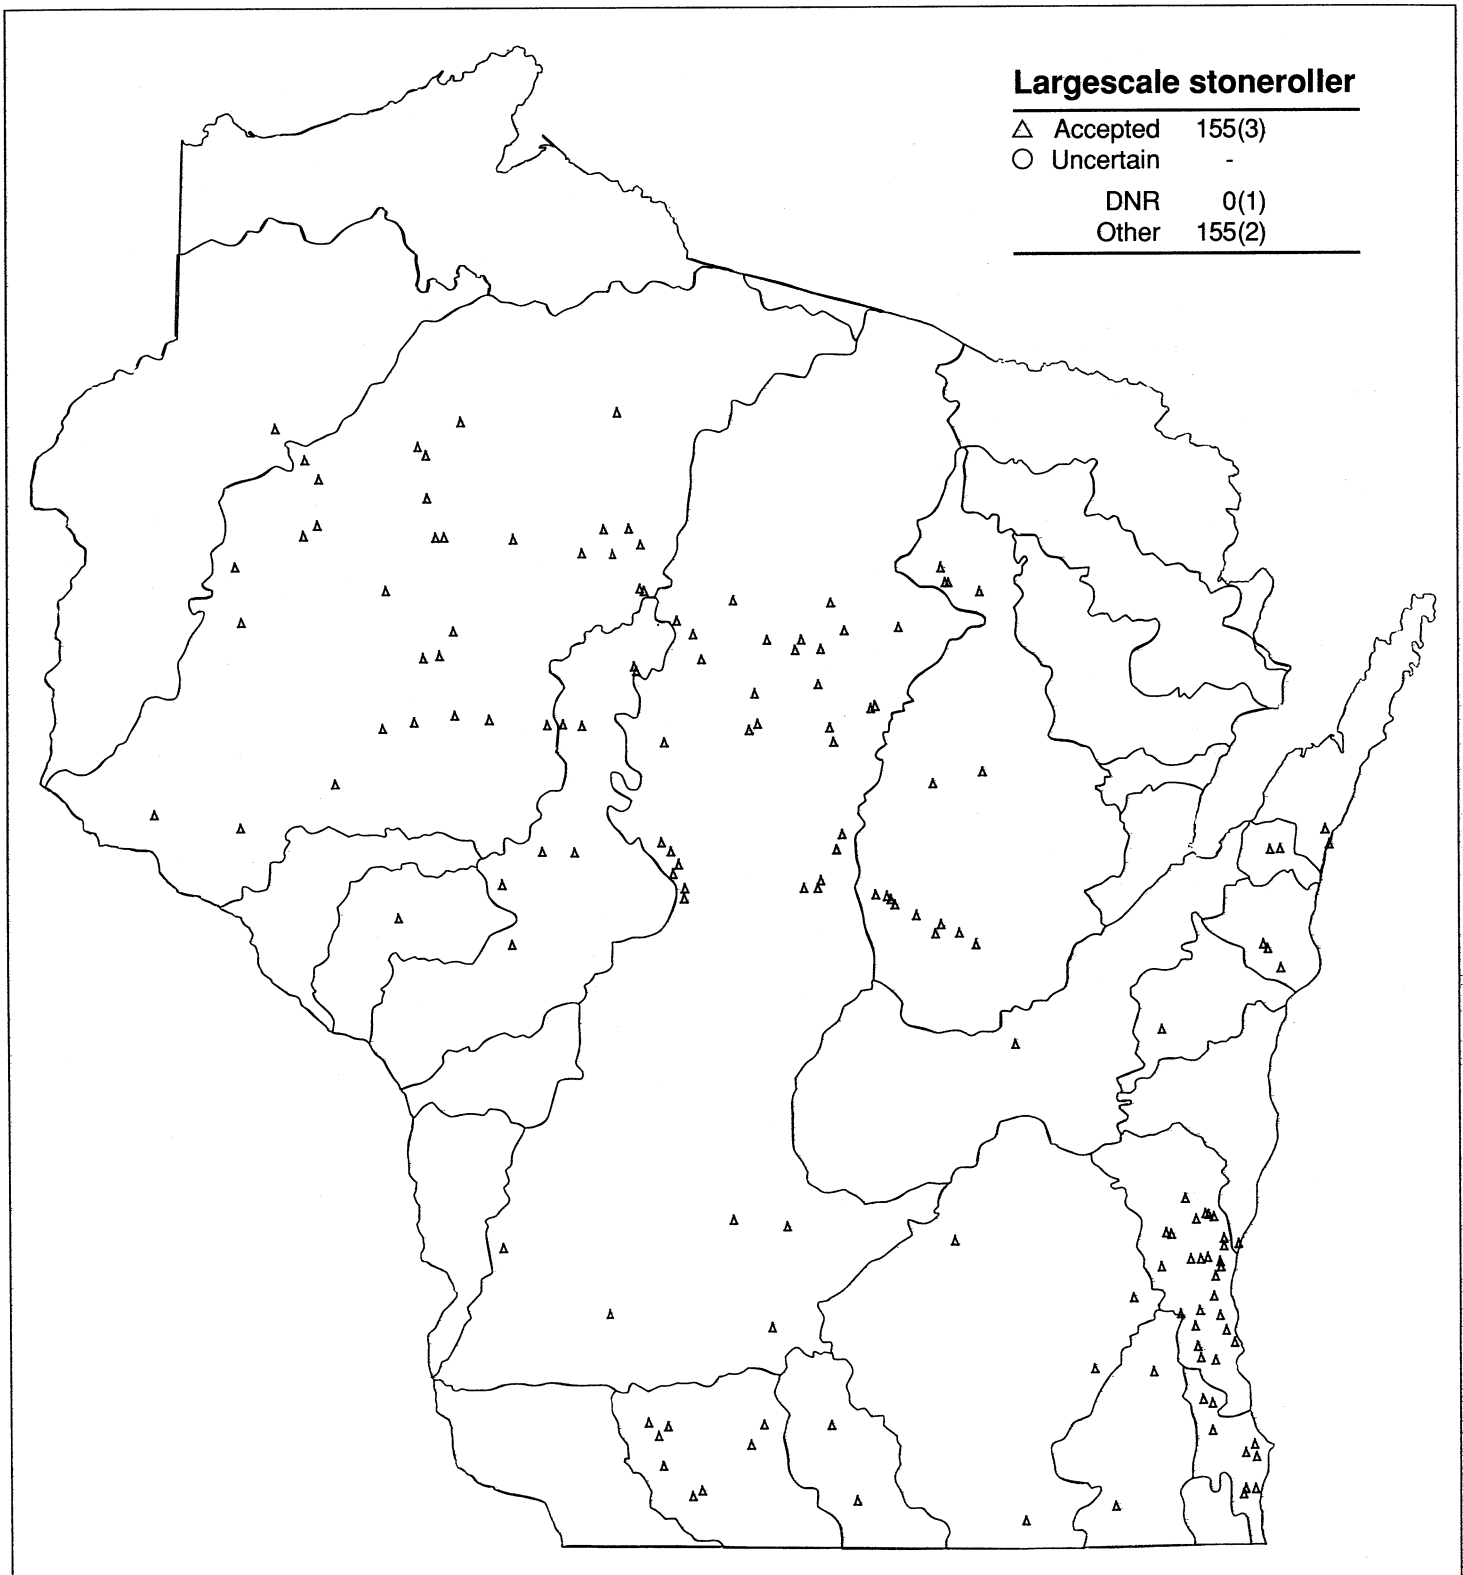 Largescale stoneroller
△ Accepted 155(3)
○ Uncertain -
DNR 0(1)
Other 155(2)